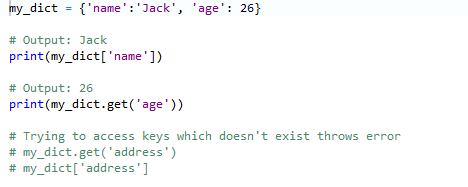 my_dict = {'name':'Jack', 'age': 26}
# Output: Jack
print(my_dict['name'])
# Output: 26
print(my_dict.get('age'))
# Trying to access keys which doesn't exist throws error
# my_dict.get('address')
# my_dict['address']